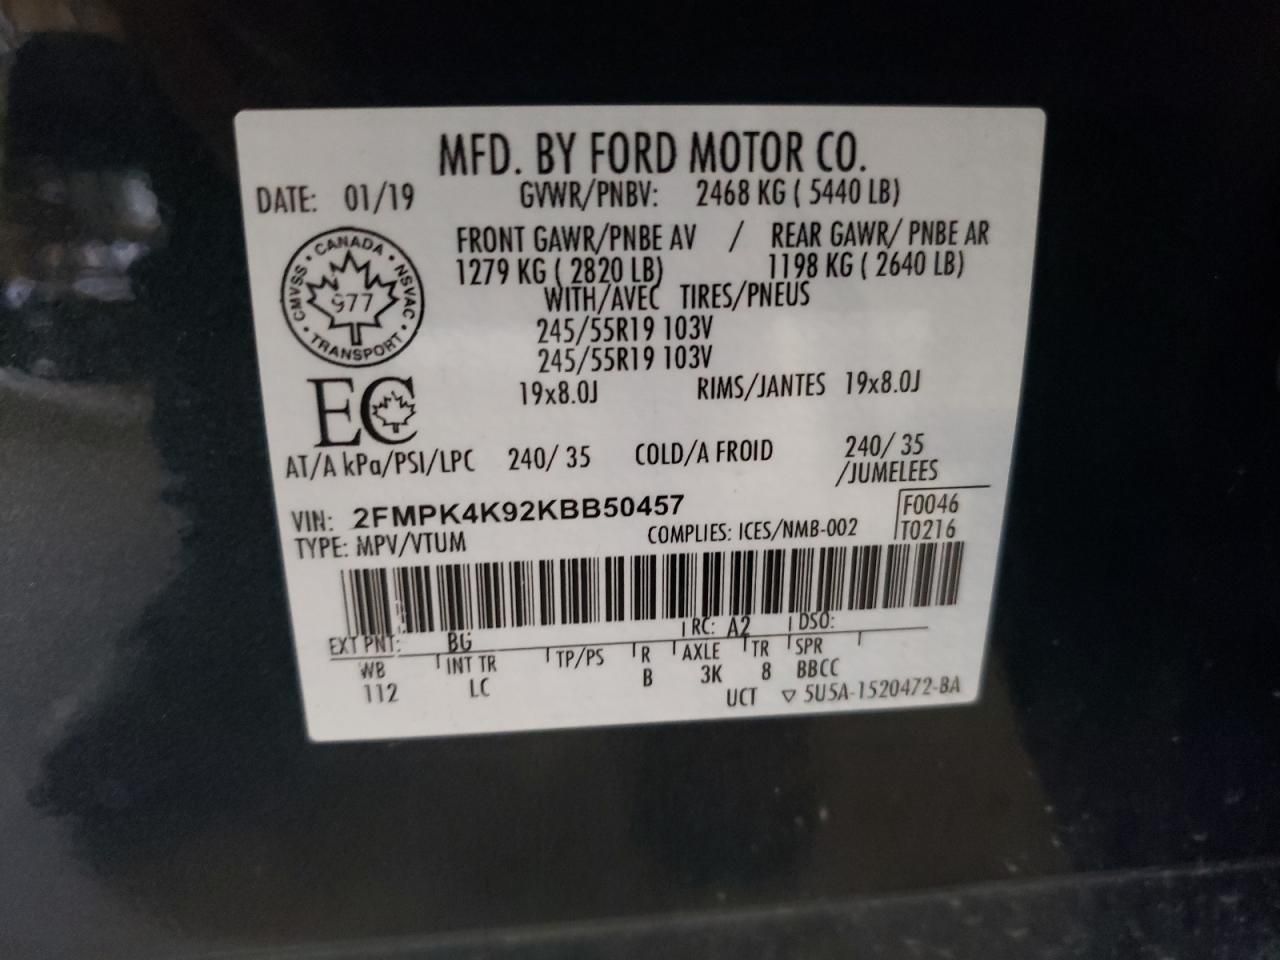 MFD. BY FORD MOTOR CO.
DATE: 01/19 GVWR/PNBV: 2468 KG ( 5440 LB)
FRONT GAWR/PNBE AV / REAR GAWR/ PNBE AR
1279 KG ( 2820 LB) 1198 KG ( 2640 LB)
WITH/AVEC TIRES/PNEUS
245/55R19 103V
245/55R19 103V
19x8.0J RIMS/JANTES 19x8.0J
CANADA
CMVSS
NSVAC
977
TRANSPORT
EC
AT/A kPa/PSI/LPC 240/ 35 COLD/A FROID 240/ 35
/JUMELEES
VIN: 2FMPK4K92KBB50457 F0046
TYPE: MPV/VTUM COMPLIES: ICES/NMB-002 T0216
EXT PNT: BG RC: A2 DSO:
WB INT TR TP/PS R AXLE TR SPR
112 LC B 3K 8 BBCC
UCT ▽ 5U5A-1520472-BA